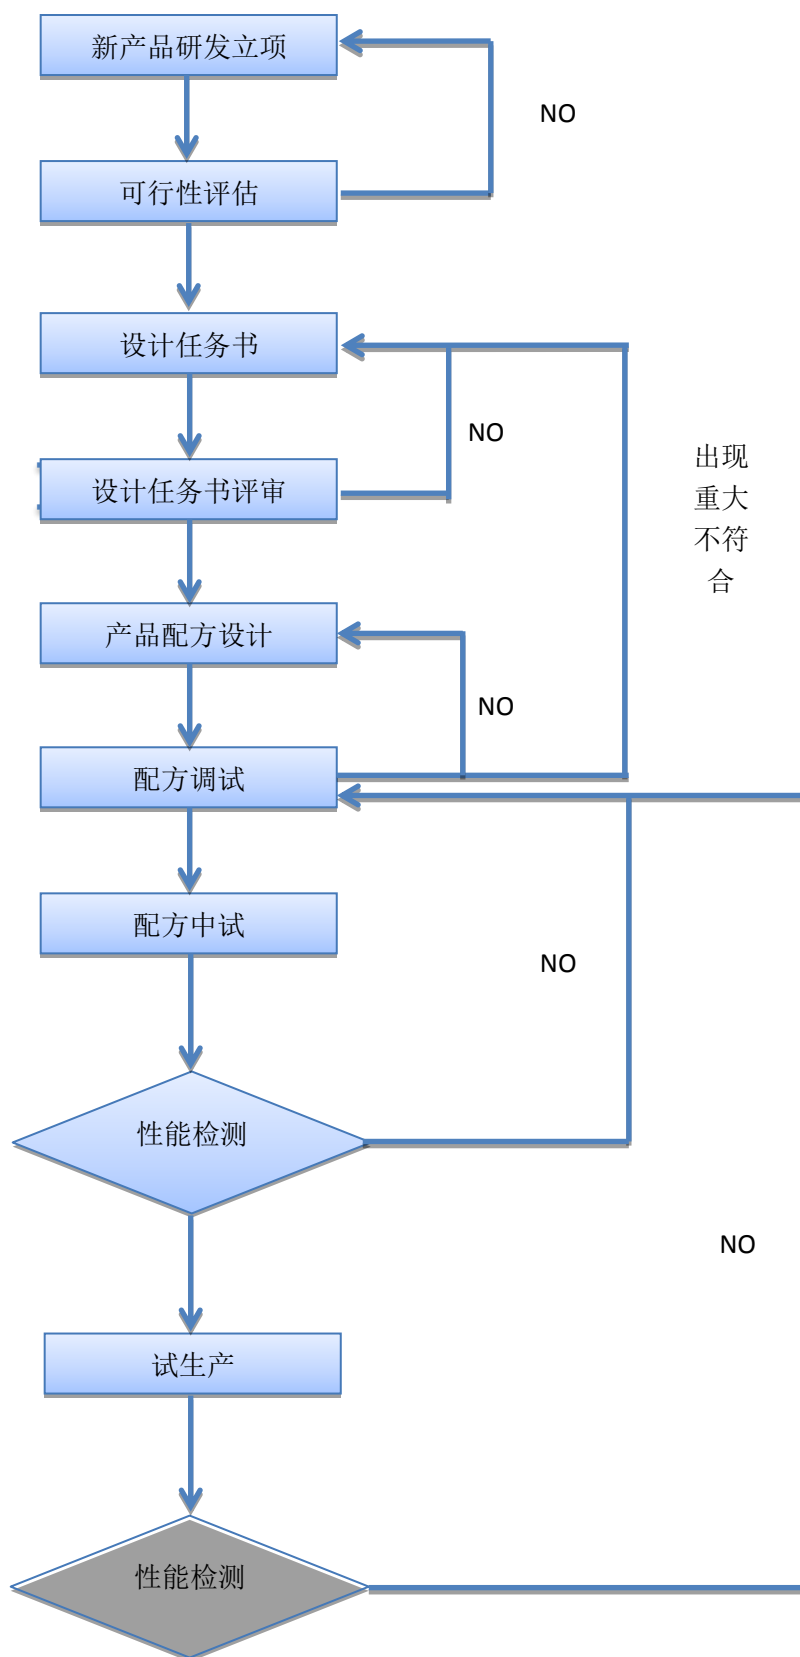 新产品研发立项
NO
可行性评估
设计任务书
NO
出现
重大
不符
合
设计任务书评审
产品配方设计
NO
配方调试
配方中试
NO
性能检测
NO
试生产
性能检测